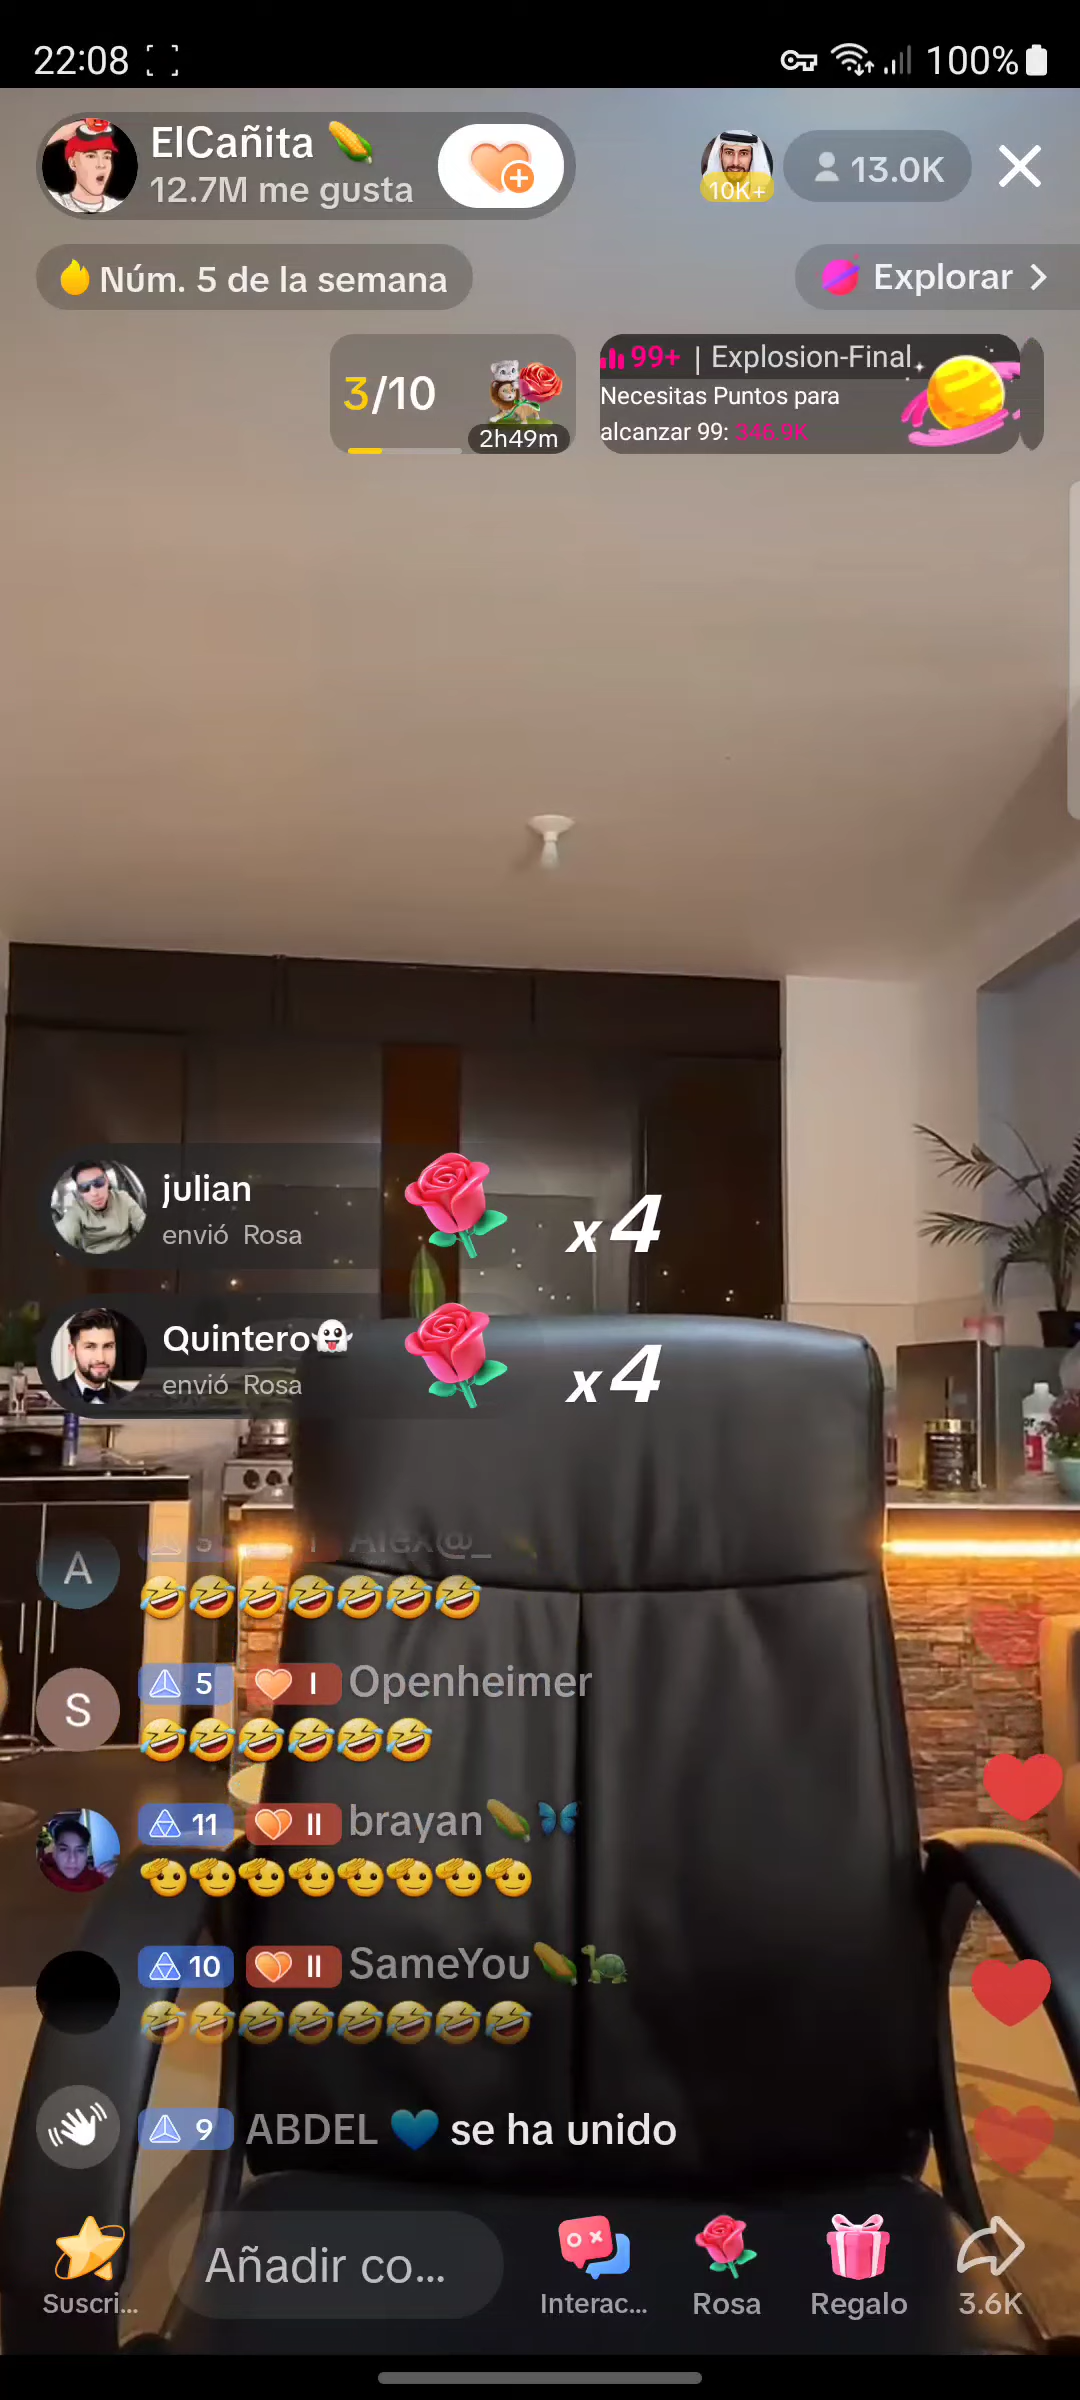 22:08
100%
ElCañita 🌽
12.7M me gusta
10K+
13.0K
Núm. 5 de la semana
Explorar
3/10
2h49m
99+ | Explosion-Final
Necesitas Puntos para
alcanzar 99: 346.9K
julian
envió Rosa
x4
Quintero👻
envió Rosa
x4
A
5 I Alex@_
🤣🤣🤣🤣🤣🤣🤣
S
5 I Openheimer
🤣🤣🤣🤣🤣🤣
11 II brayan🌽🦋
🫡🫡🫡🫡🫡🫡🫡🫡
10 II SameYou🌽🐢
🤣🤣🤣🤣🤣🤣🤣🤣
9 ABDEL 💙 se ha unido
Añadir co...
Suscri...
Interac...
Rosa
Regalo
3.6K